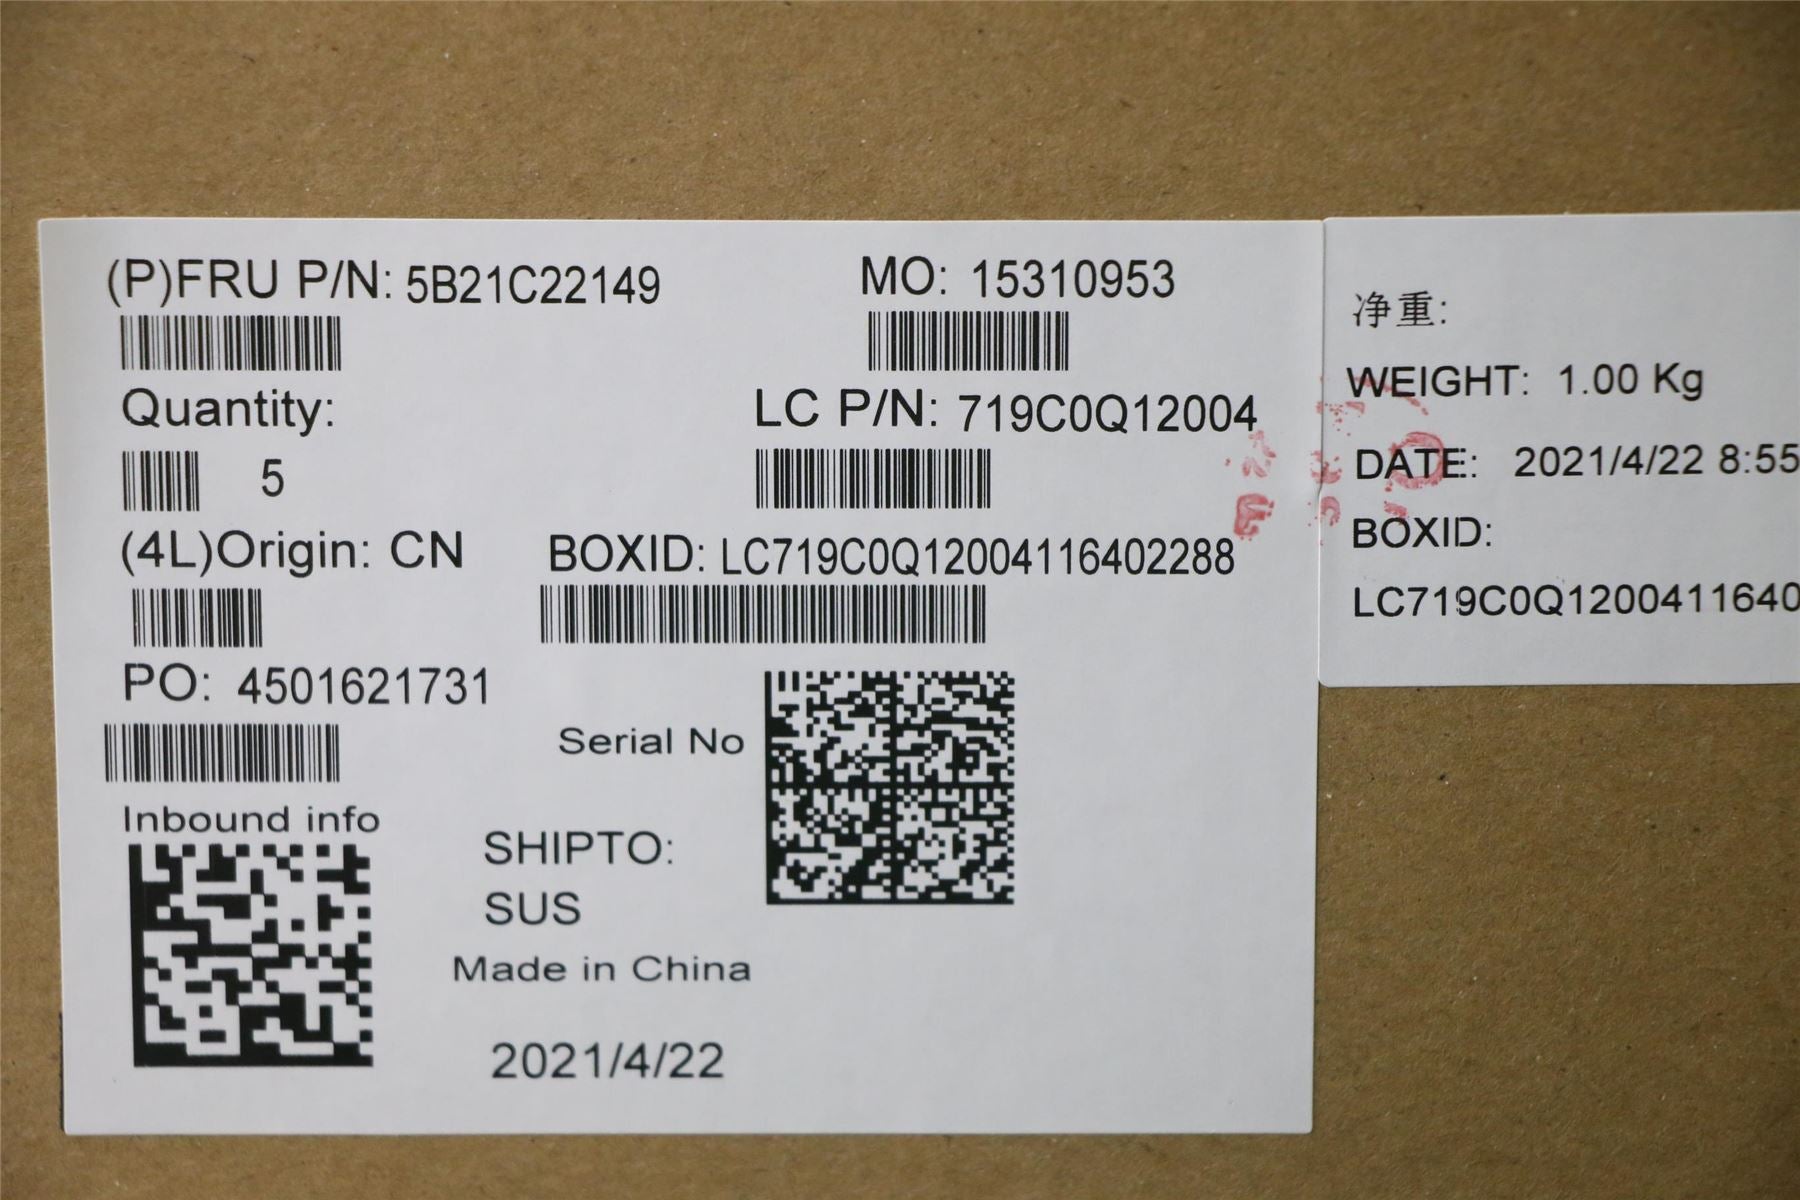 (P)FRU P/N: 5B21C22149
MO: 15310953
Quantity:
5
LC P/N: 719C0Q12004
(4L)Origin: CN
BOXID: LC719C0Q12004116402288
PO: 4501621731
Serial No
Inbound info
SHIPTO:
SUS
Made in China
2021/4/22
净重:
WEIGHT: 1.00 Kg
DATE: 2021/4/22 8:55
BOXID:
LC719C0Q1200411640